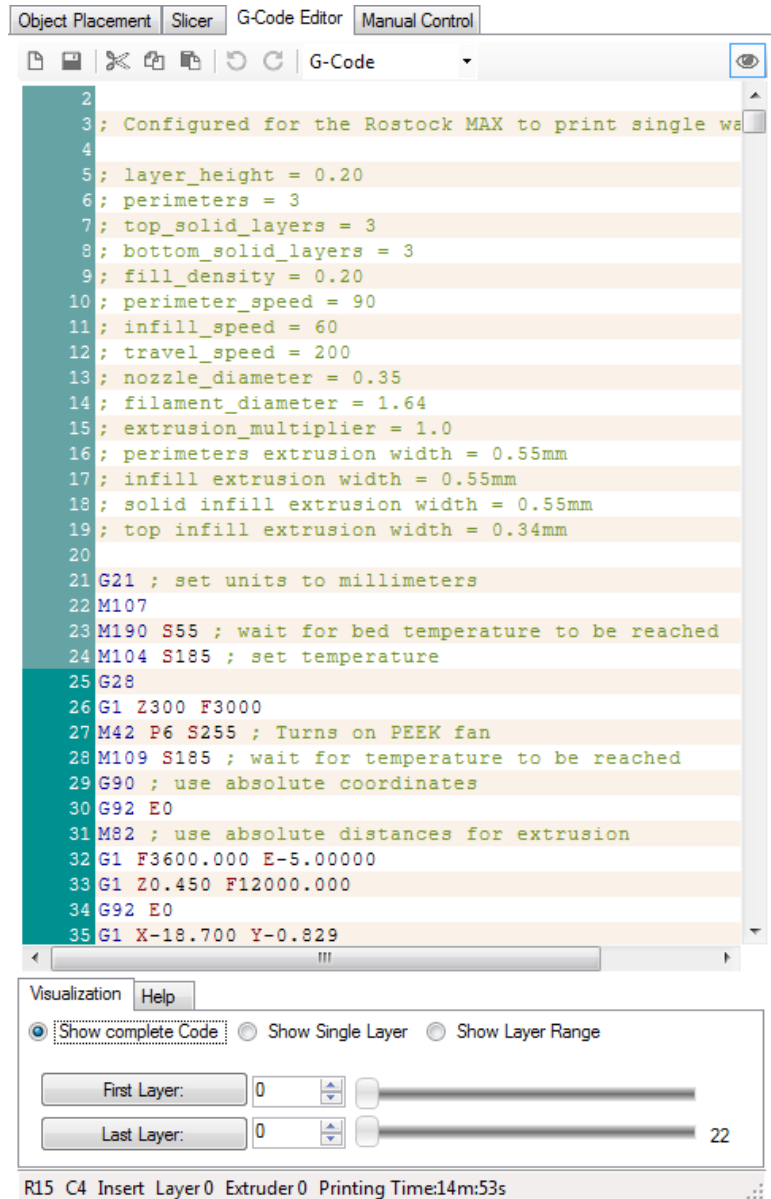 Object Placement Slicer G-Code Editor Manual Control
G-Code
2
3 ; Configured for the Rostock MAX to print single wa
4
5 ; layer_height = 0.20
6 ; perimeters = 3
7 ; top_solid_layers = 3
8 ; bottom_solid_layers = 3
9 ; fill_density = 0.20
10 ; perimeter_speed = 90
11 ; infill_speed = 60
12 ; travel_speed = 200
13 ; nozzle_diameter = 0.35
14 ; filament_diameter = 1.64
15 ; extrusion_multiplier = 1.0
16 ; perimeters extrusion width = 0.55mm
17 ; infill extrusion width = 0.55mm
18 ; solid infill extrusion width = 0.55mm
19 ; top infill extrusion width = 0.34mm
20
21 G21 ; set units to millimeters
22 M107
23 M190 S55 ; wait for bed temperature to be reached
24 M104 S185 ; set temperature
25 G28
26 G1 Z300 F3000
27 M42 P6 S255 ; Turns on PEEK fan
28 M109 S185 ; wait for temperature to be reached
29 G90 ; use absolute coordinates
30 G92 E0
31 M82 ; use absolute distances for extrusion
32 G1 F3600.000 E-5.00000
33 G1 Z0.450 F12000.000
34 G92 E0
35 G1 X-18.700 Y-0.829
Visualization Help
Show complete Code Show Single Layer Show Layer Range
First Layer: 0
Last Layer: 0 22
R15 C4 Insert Layer 0 Extruder 0 Printing Time:14m:53s